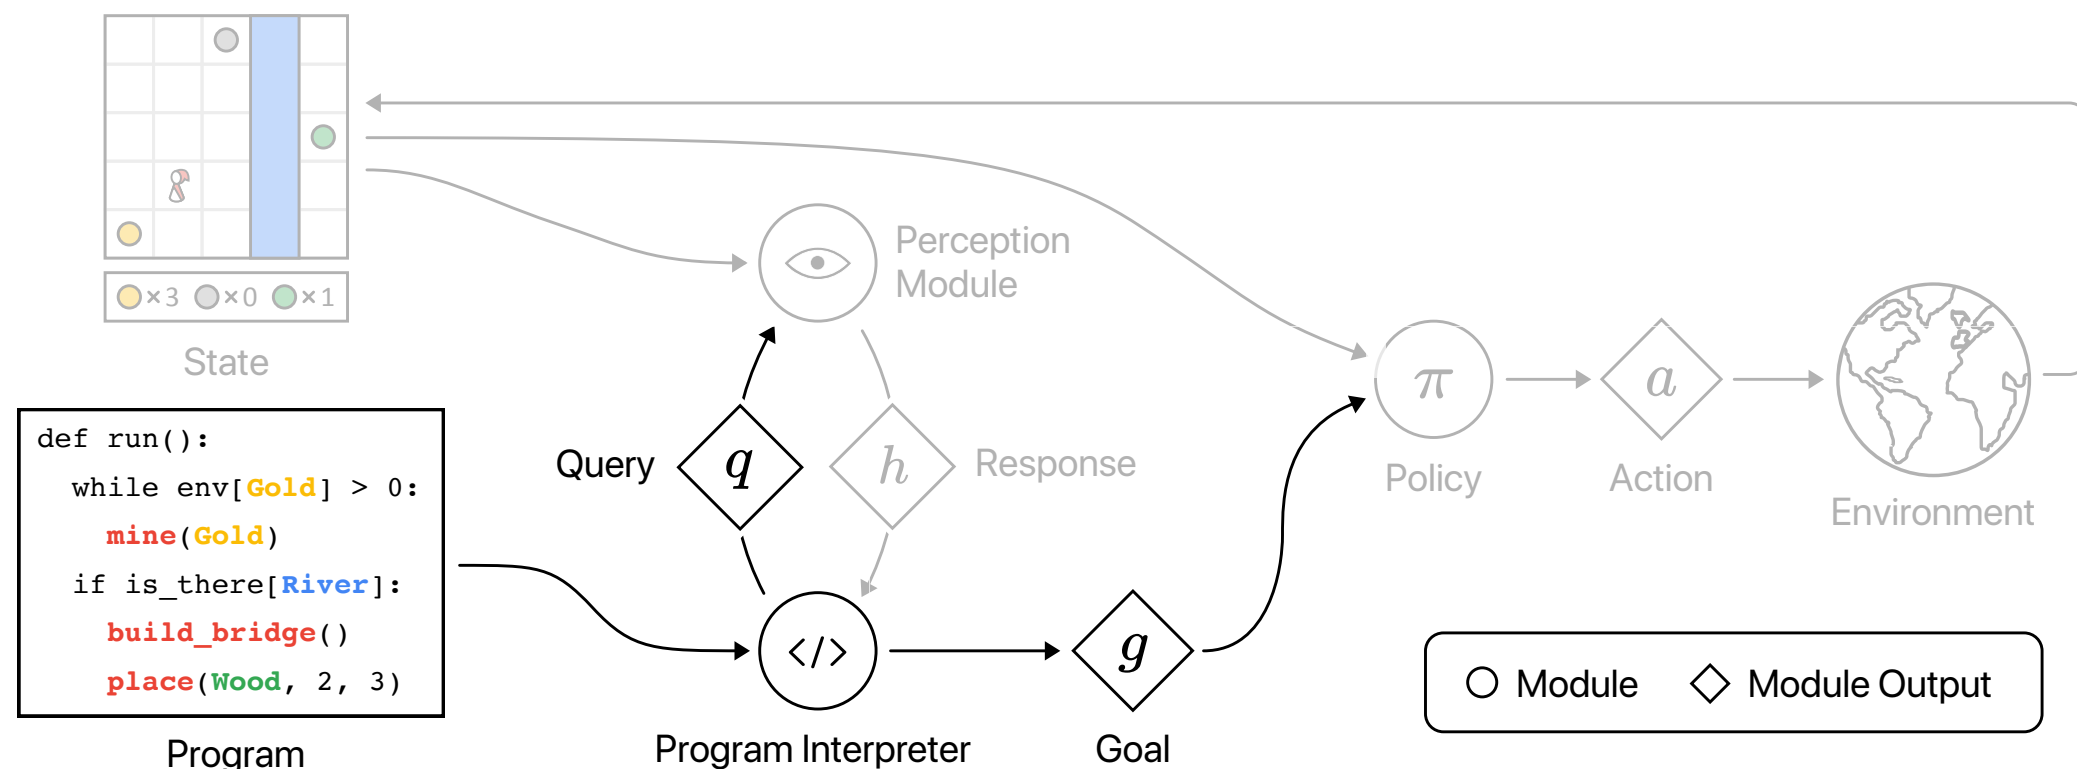 ×3 ×0 ×1
State
def run():
while env[Gold] > 0:
mine(Gold)
if is_there[River]:
build_bridge()
place(Wood, 2, 3)
Program
Perception
Module
Query
q
h
Response
</>
Program Interpreter
g
Goal
π
Policy
a
Action
Environment
Module
Module Output